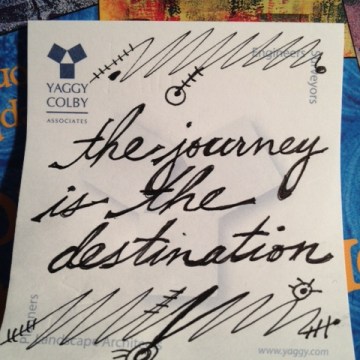 YAGGY
COLBY
ASSOCIATES
Engineers Surveyors
the journey
is the
destination
Landscape Architects
www.yaggy.com